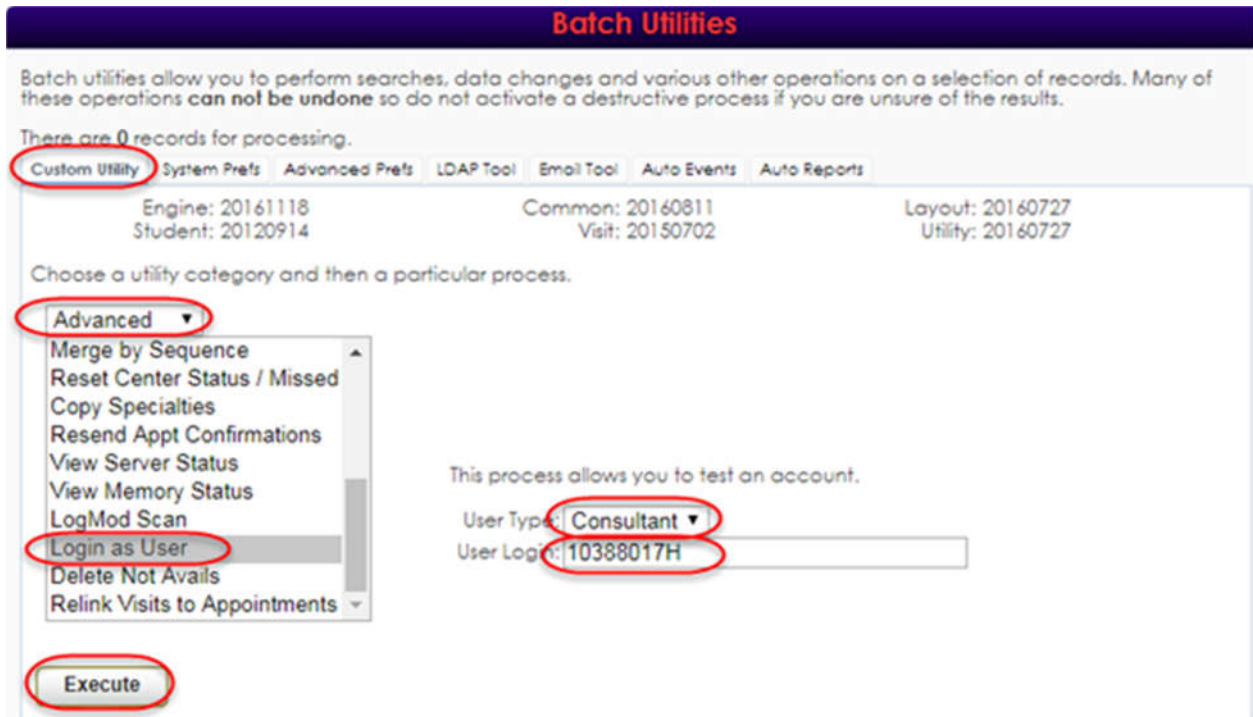 Batch Utilities
Batch utilities allow you to perform searches, data changes and various other operations on a selection of records. Many of
these operations can not be undone so do not activate a destructive process if you are unsure of the results.
There are 0 records for processing.
Custom Utility System Prefs Advanced Prefs LDAP Tool Email Tool Auto Events Auto Reports
Engine: 20161118 Common: 20160811 Layout: 20160727
Student: 20120914 Visit: 20150702 Utility: 20160727
Choose a utility category and then a particular process.
Advanced
Merge by Sequence
Reset Center Status / Missed
Copy Specialties
Resend Appt Confirmations
View Server Status
View Memory Status
LogMod Scan
Login as User
Delete Not Avails
Relink Visits to Appointments
This process allows you to test an account.
User Type: Consultant
User Login: 10388017H
Execute